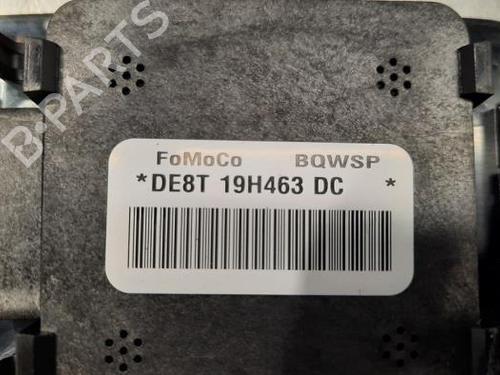 B-PARTS
FoMoCo BQWSP
*DE8T 19H463 DC *